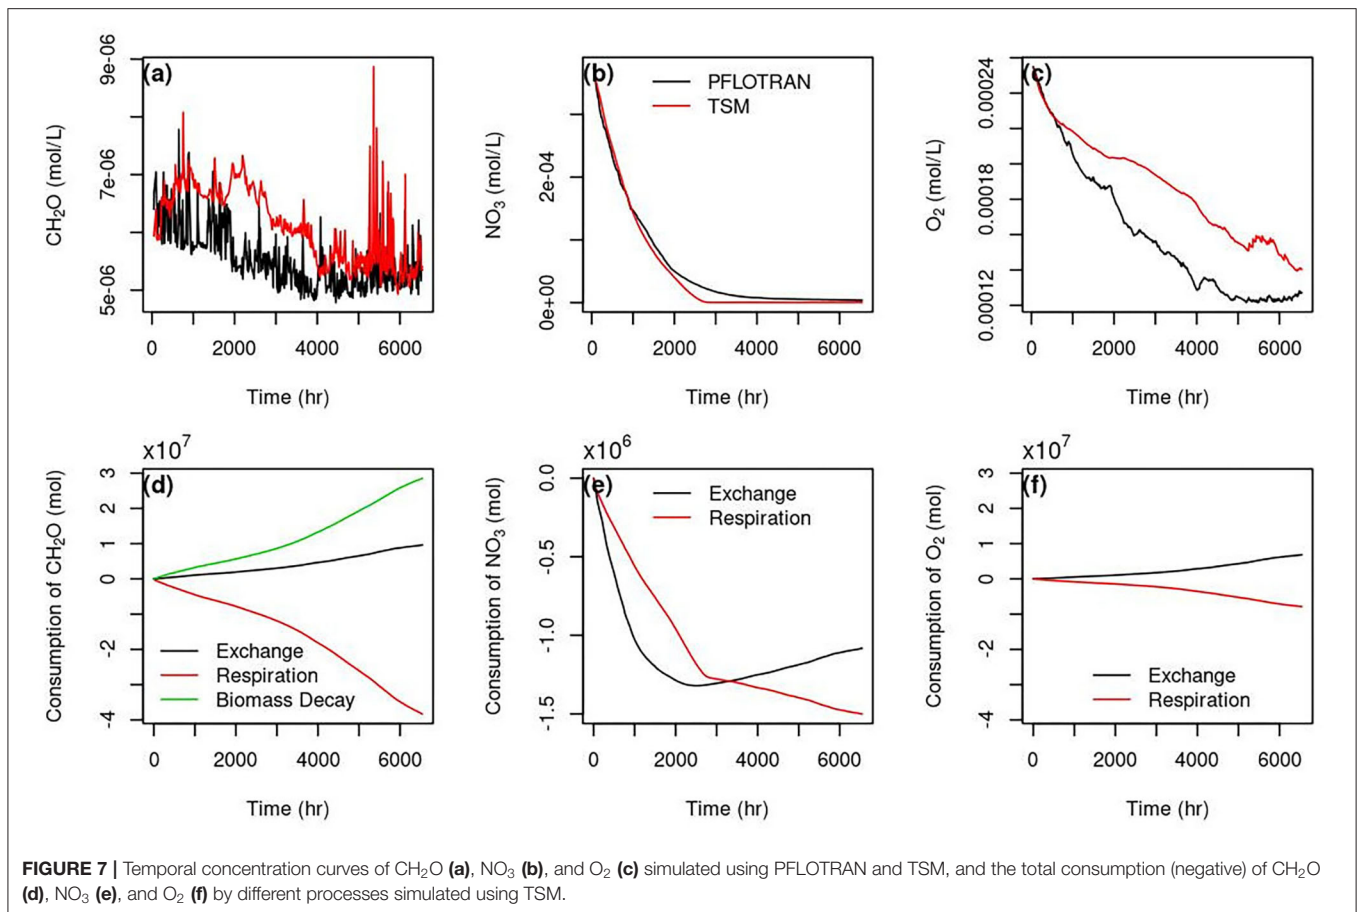 (a)
CH2O (mol/L)
9e-06
7e-06
5e-06
0 2000 4000 6000
Time (hr)
(b)
PFLOTRAN
TSM
NO3 (mol/L)
2e-04
0e+00
0 2000 4000 6000
Time (hr)
(c)
O2 (mol/L)
0.00024
0.00018
0.00012
0 2000 4000 6000
Time (hr)
x10^7
(d)
Consumption of CH2O (mol)
3
2
1
0
-2
-4
Exchange
Respiration
Biomass Decay
0 2000 4000 6000
Time (hr)
x10^6
(e)
Exchange
Respiration
Consumption of NO3 (mol)
0.0
-0.5
-1.0
-1.5
0 2000 4000 6000
Time (hr)
x10^7
(f)
Consumption of O2 (mol)
3
2
1
0
-2
-4
Exchange
Respiration
0 2000 4000 6000
Time (hr)
FIGURE 7 | Temporal concentration curves of CH2O (a), NO3 (b), and O2 (c) simulated using PFLOTRAN and TSM, and the total consumption (negative) of CH2O
(d), NO3 (e), and O2 (f) by different processes simulated using TSM.